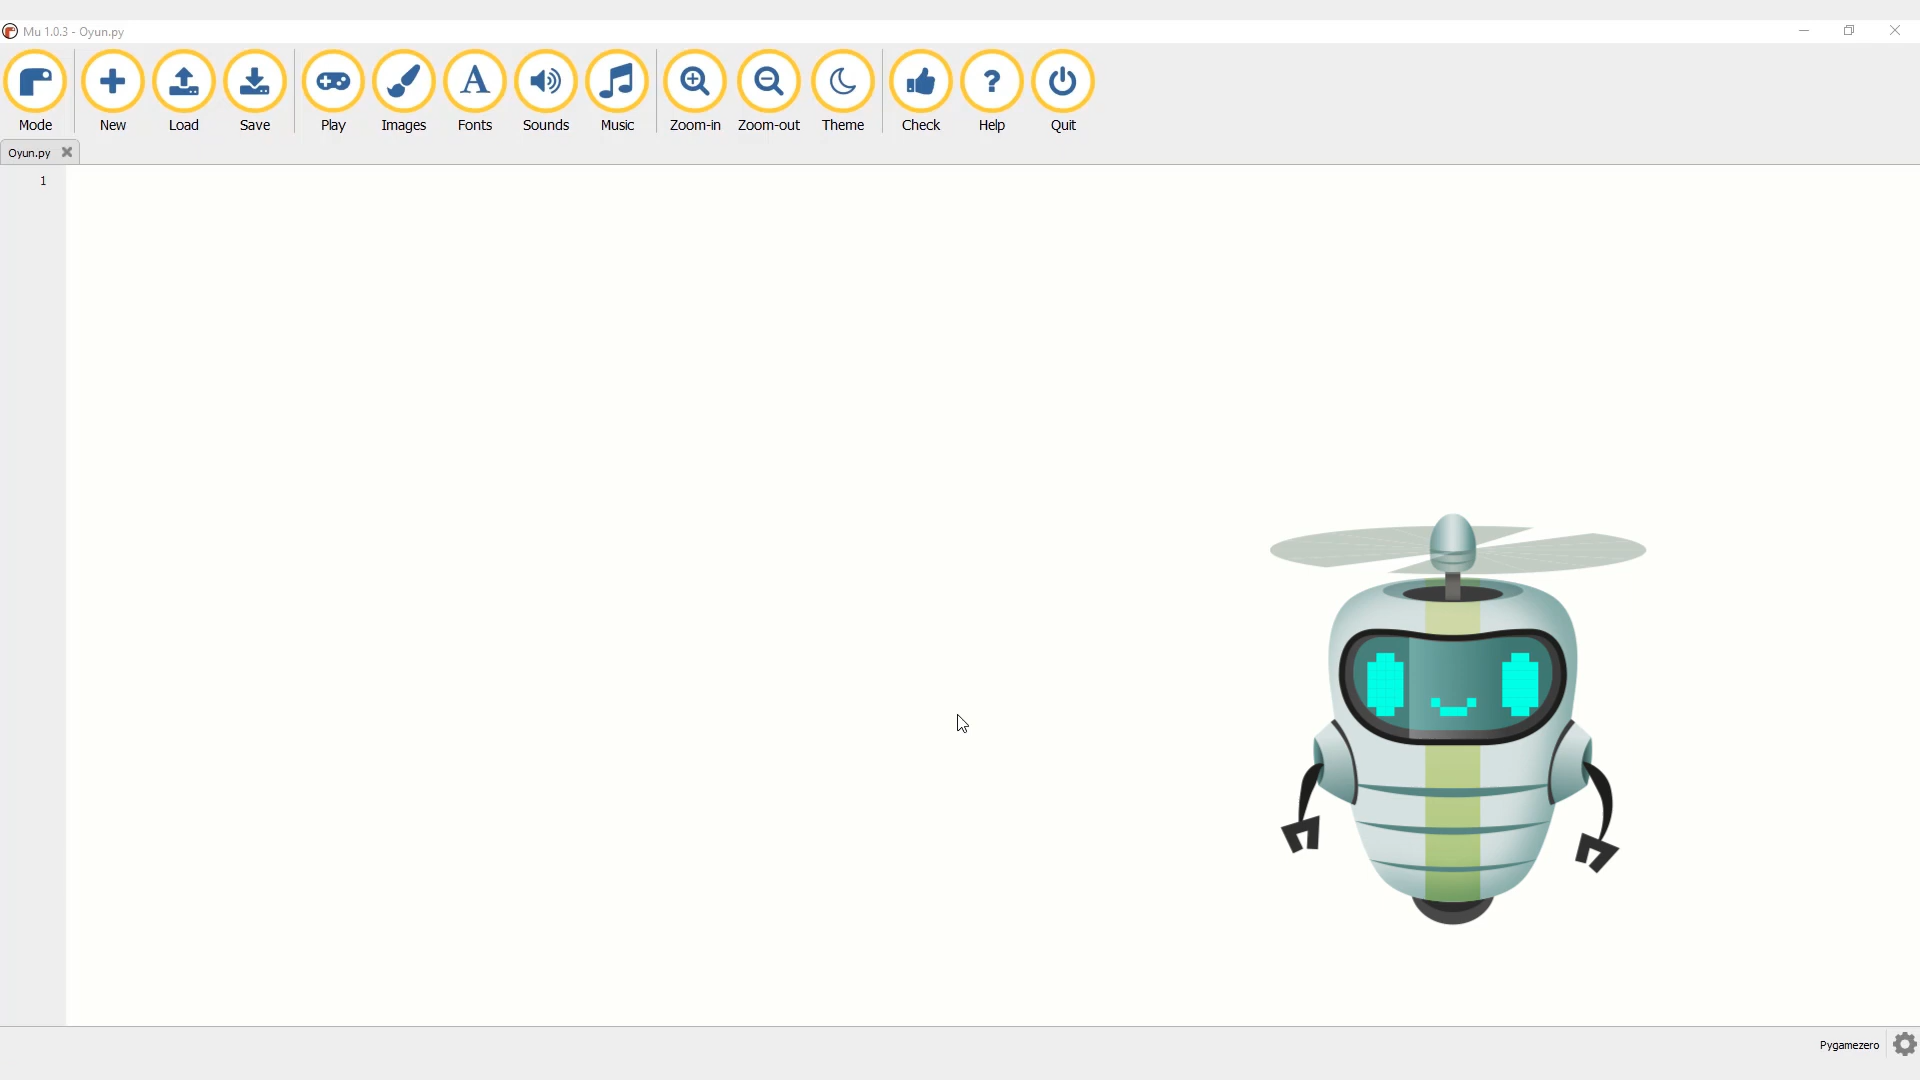 Mu 1.0.3 - Oyun.py
Mode New Load Save Play Images Fonts Sounds Music Zoom-in Zoom-out Theme Check Help Quit
Oyun.py
1
Pygamezero